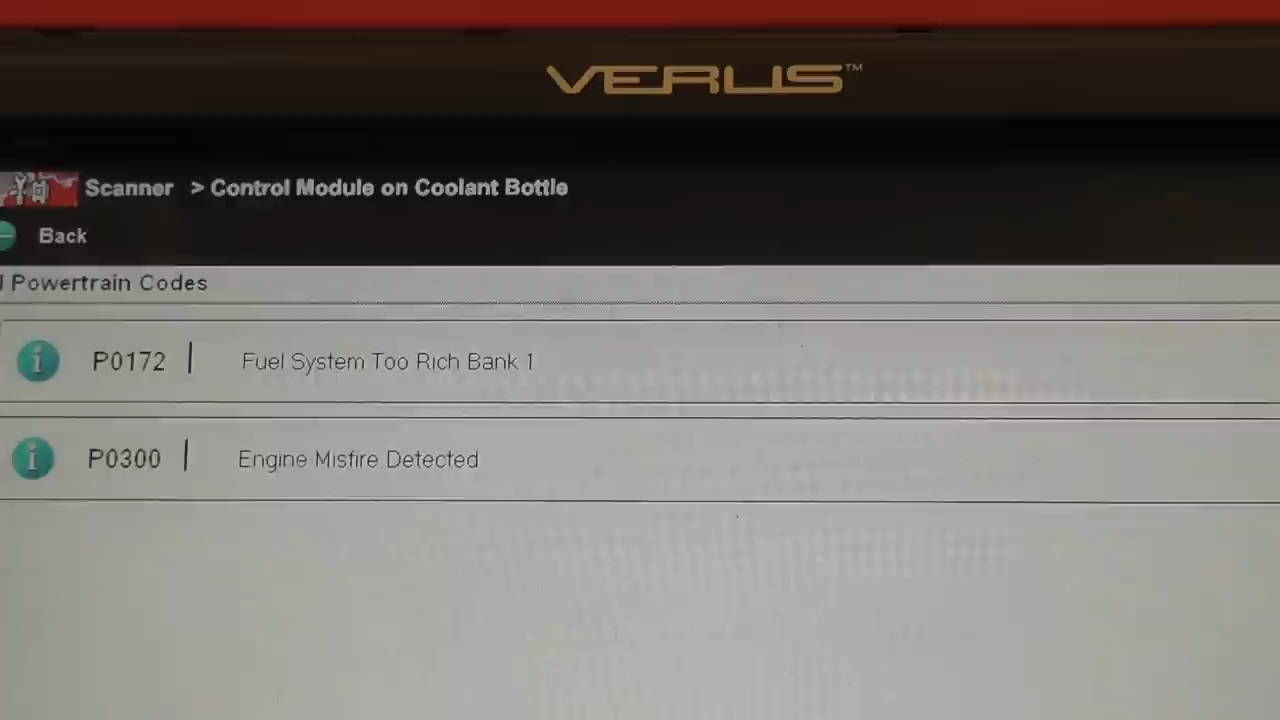 VERUS™
Scanner > Control Module on Coolant Bottle
Back
Powertrain Codes
P0172 | Fuel System Too Rich Bank 1
P0300 | Engine Misfire Detected